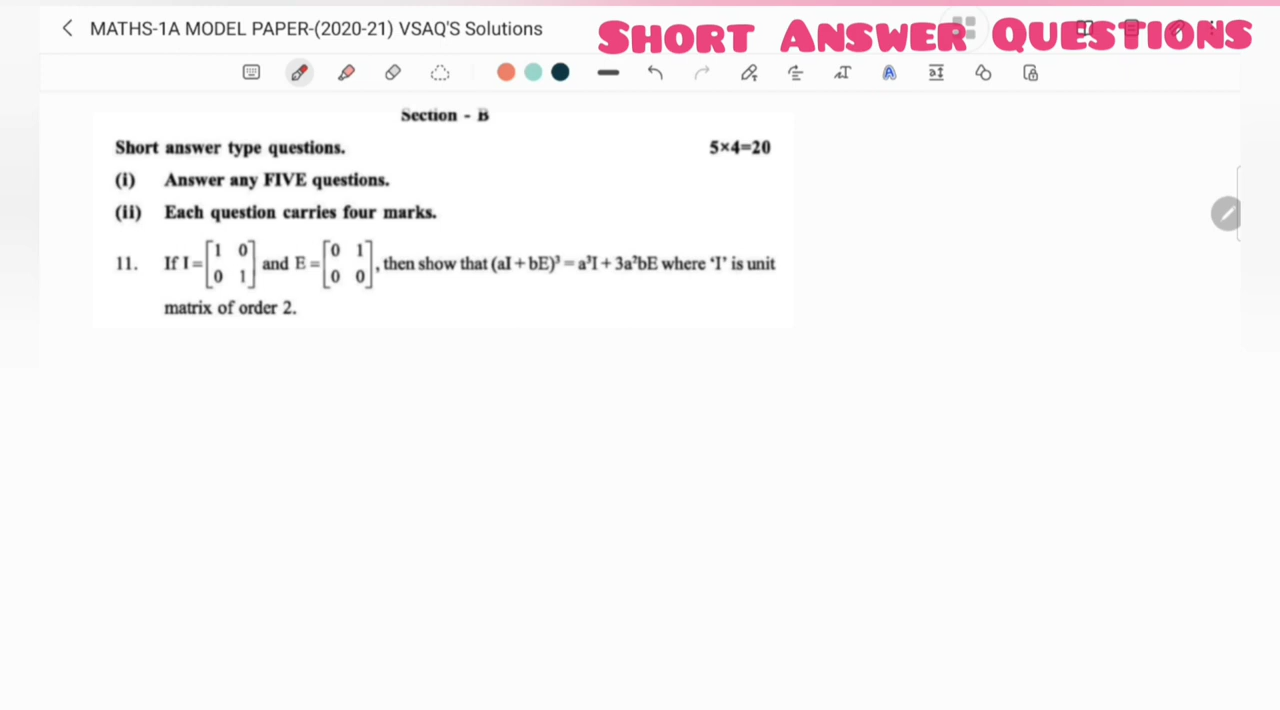 MATHS-1A MODEL PAPER-(2020-21) VSAQ'S Solutions
SHORT ANSWER QUESTIONS
Section - B
Short answer type questions. 5×4=20
(i) Answer any FIVE questions.
(ii) Each question carries four marks.
11. If I = [1 0 0 1] and E = [0 1 0 0], then show that (aI + bE)³ = a³I + 3a²bE where 'I' is unit
matrix of order 2.